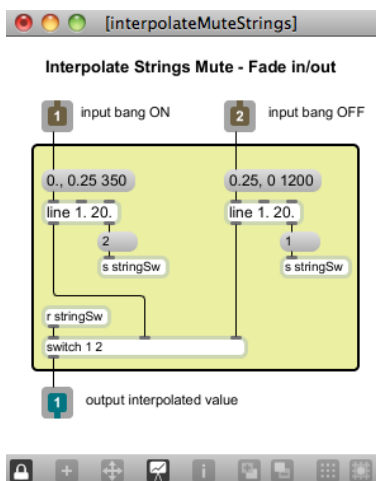 [interpolateMuteStrings]
Interpolate Strings Mute - Fade in/out
1 input bang ON
2 input bang OFF
0., 0.25 350
0.25, 0 1200
line 1. 20.
line 1. 20.
2
1
s stringSw
s stringSw
r stringSw
switch 1 2
1 output interpolated value
i